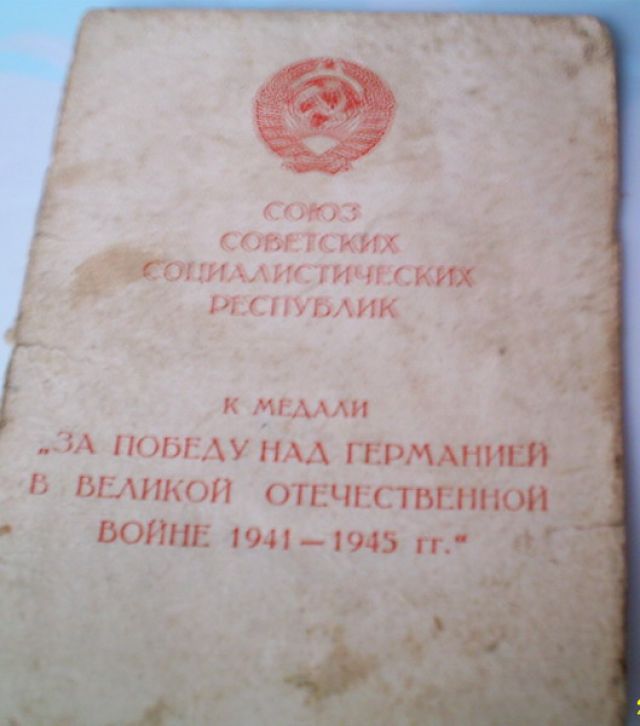 СОЮЗ
СОВЕТСКИХ
СОЦИАЛИСТИЧЕСКИХ
РЕСПУБЛИК
К МЕДАЛИ
„ЗА ПОБЕДУ НАД ГЕРМАНИЕЙ
В ВЕЛИКОЙ ОТЕЧЕСТВЕННОЙ
ВОЙНЕ 1941—1945 гг.“